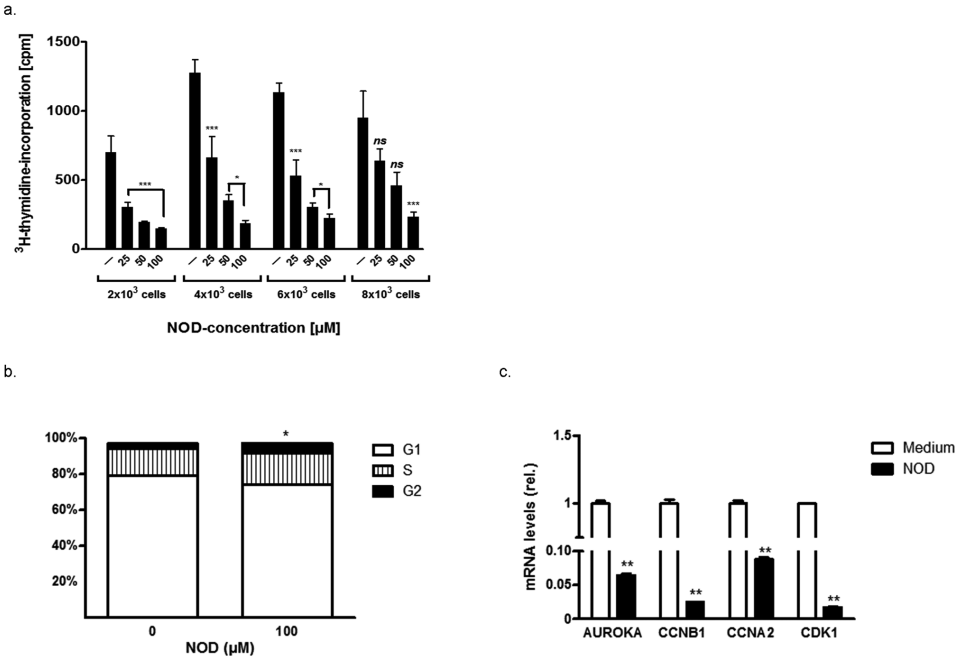 a.
³H-thymidine-incorporation [cpm]
1500
1000
500
0
***
***
*
***
*
ns
ns
***
– 25 50 100 – 25 50 100 – 25 50 100 – 25 50 100
2x10³ cells 4x10³ cells 6x10³ cells 8x10³ cells
NOD-concentration [µM]
b.
100%
80%
60%
40%
20%
*
G1
S
G2
0 100
NOD (µM)
c.
mRNA levels (rel.)
1.5
1
0.10
0.05
0
Medium
NOD
**
**
**
**
AUROKA CCNB1 CCNA2 CDK1